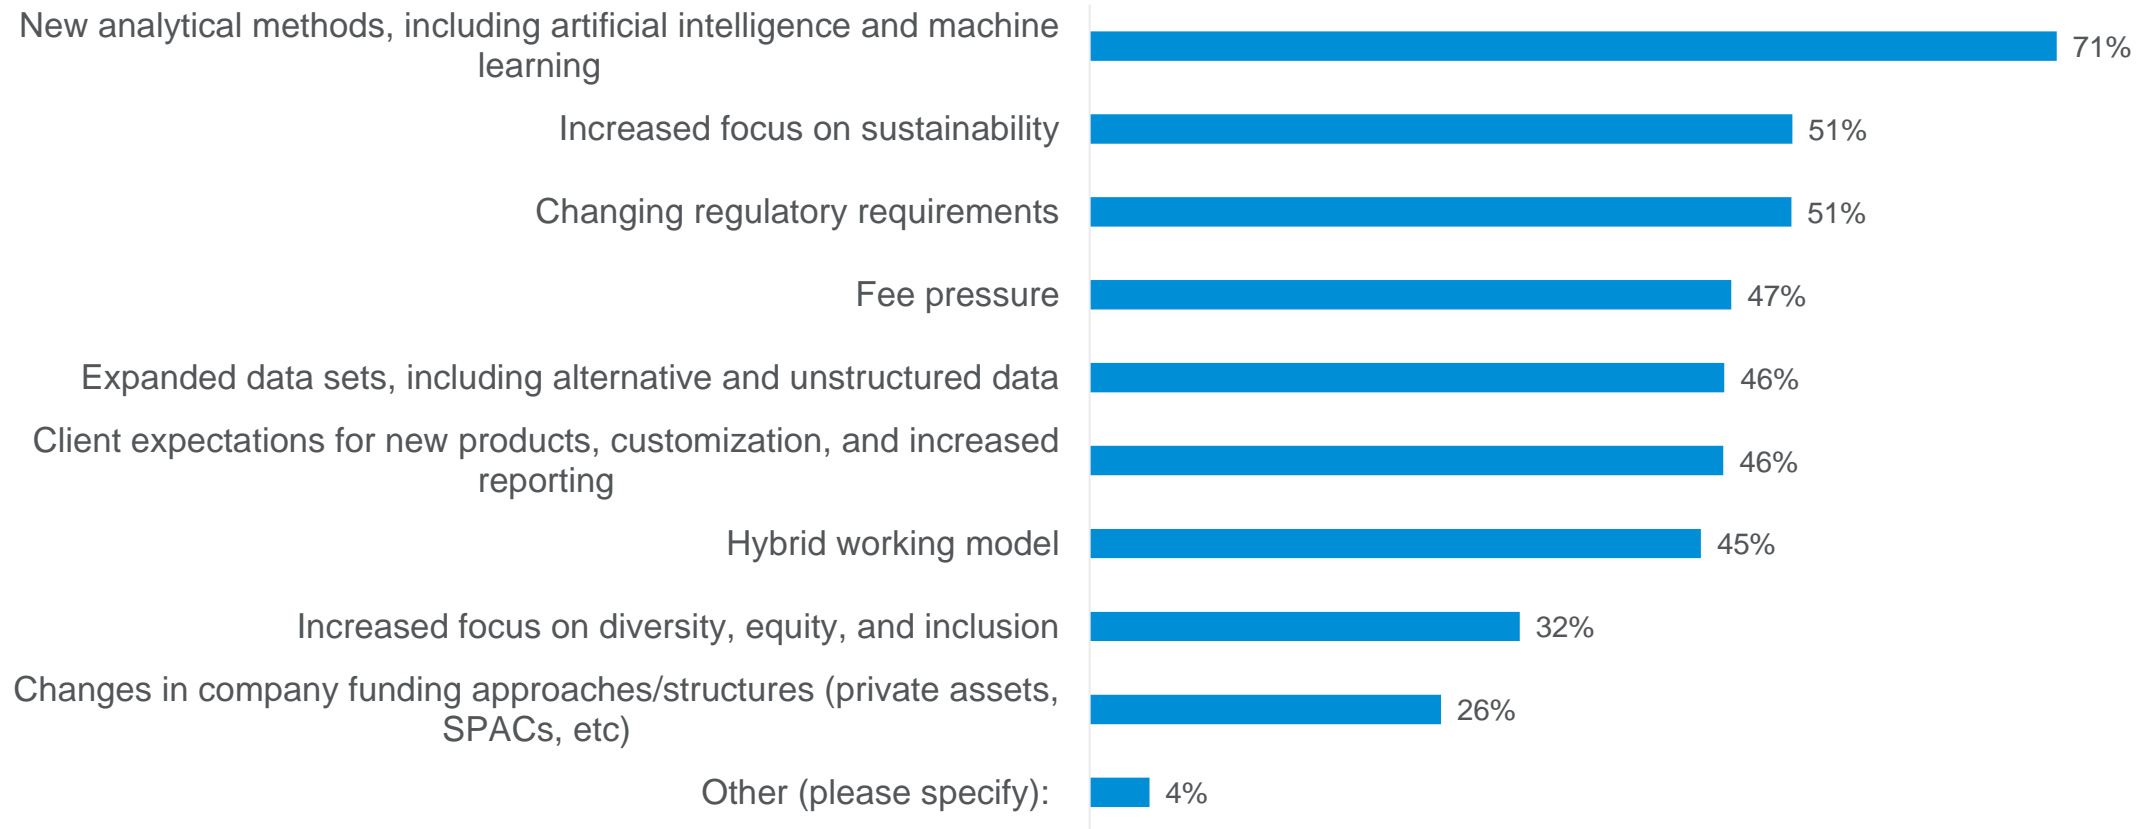 New analytical methods, including artificial intelligence and machine
learning
71%
Increased focus on sustainability
51%
Changing regulatory requirements
51%
Fee pressure
47%
Expanded data sets, including alternative and unstructured data
46%
Client expectations for new products, customization, and increased
reporting
46%
Hybrid working model
45%
Increased focus on diversity, equity, and inclusion
32%
Changes in company funding approaches/structures (private assets,
SPACs, etc)
26%
Other (please specify):
4%